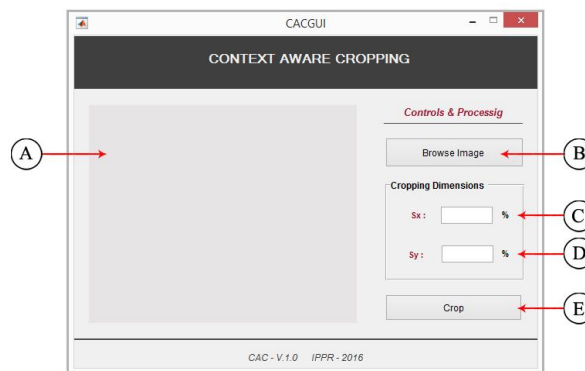 CACGUI
CONTEXT AWARE CROPPING
Controls & Processig
A
Browse Image
B
Cropping Dimensions
Sx : %
C
Sy : %
D
Crop
E
CAC - V.1.0 IPPR - 2016